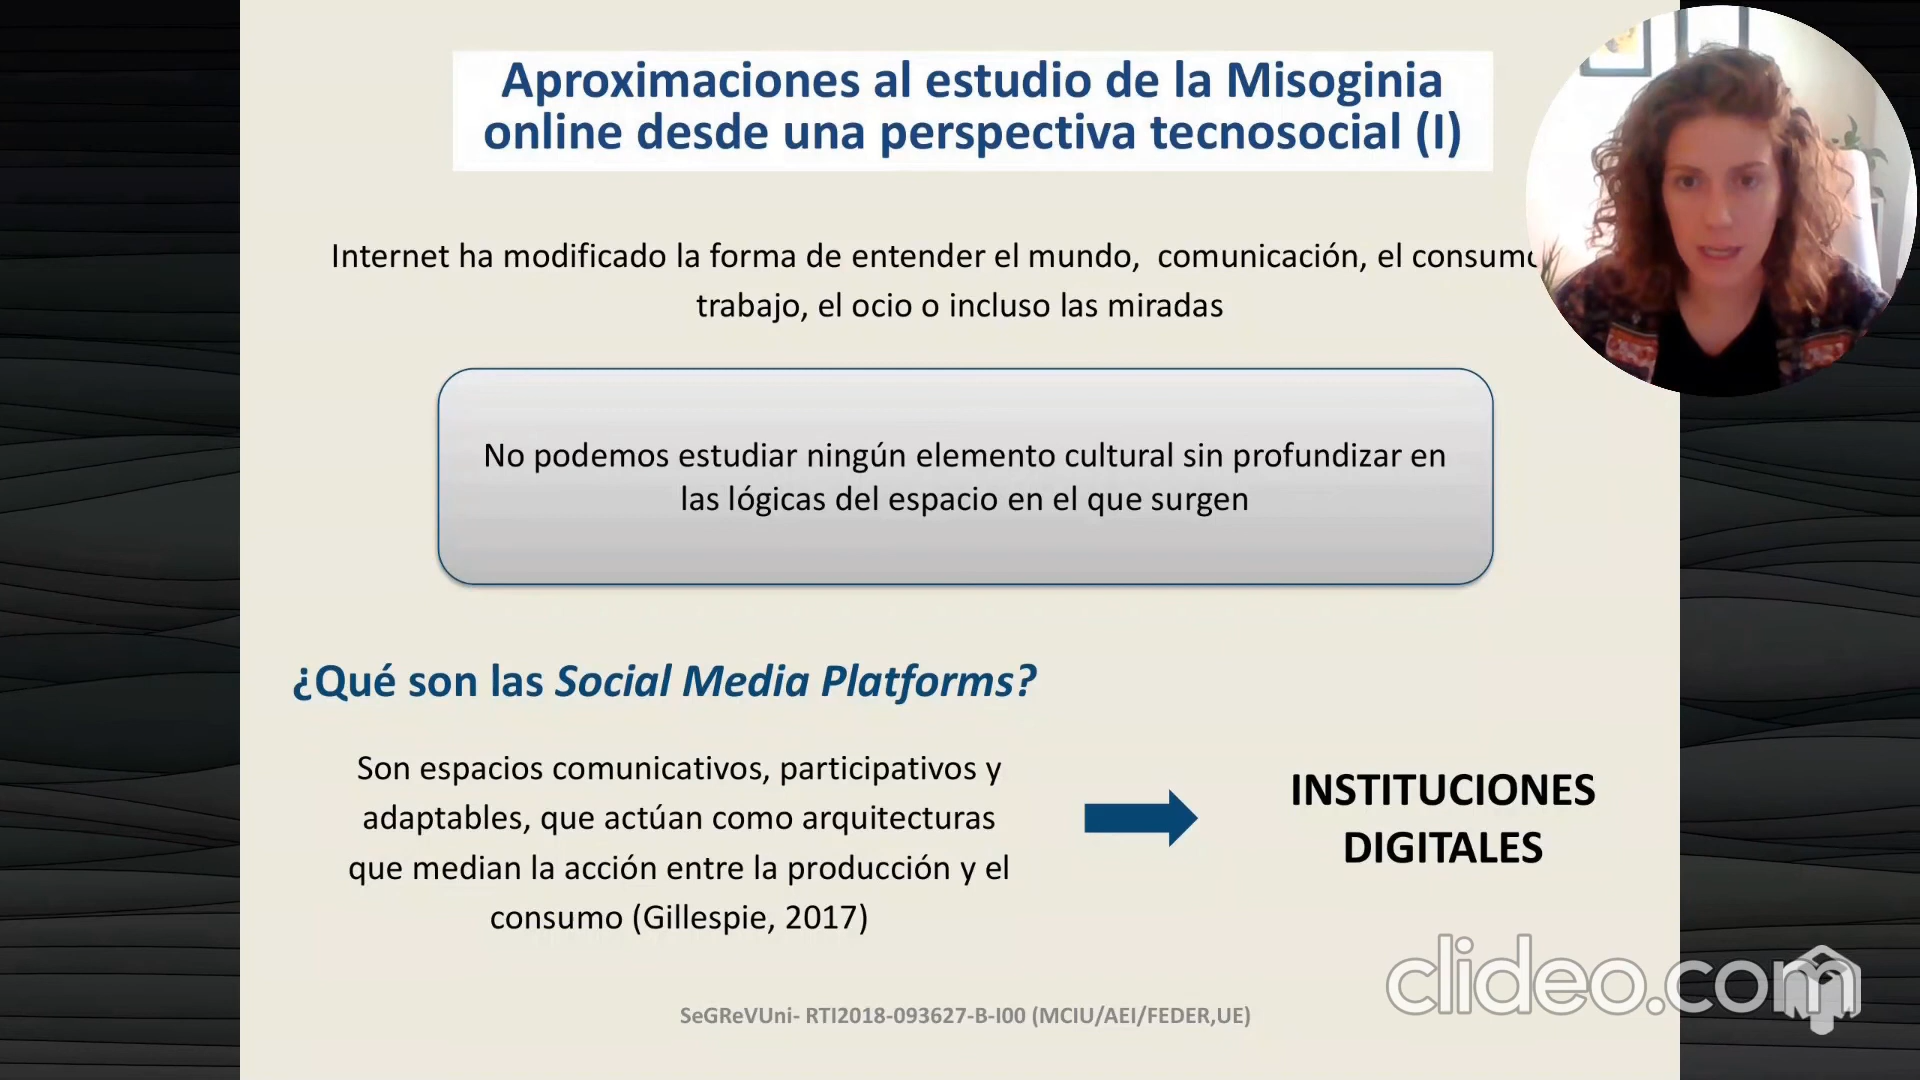 Aproximaciones al estudio de la Misoginia
online desde una perspectiva tecnosocial (I)
Internet ha modificado la forma de entender el mundo, comunicación, el consumo
trabajo, el ocio o incluso las miradas
No podemos estudiar ningún elemento cultural sin profundizar en
las lógicas del espacio en el que surgen
¿Qué son las Social Media Platforms?
Son espacios comunicativos, participativos y
adaptables, que actúan como arquitecturas
que median la acción entre la producción y el
consumo (Gillespie, 2017)
INSTITUCIONES
DIGITALES
clideo.com
SeGReVUni- RTI2018-093627-B-I00 (MCIU/AEI/FEDER,UE)